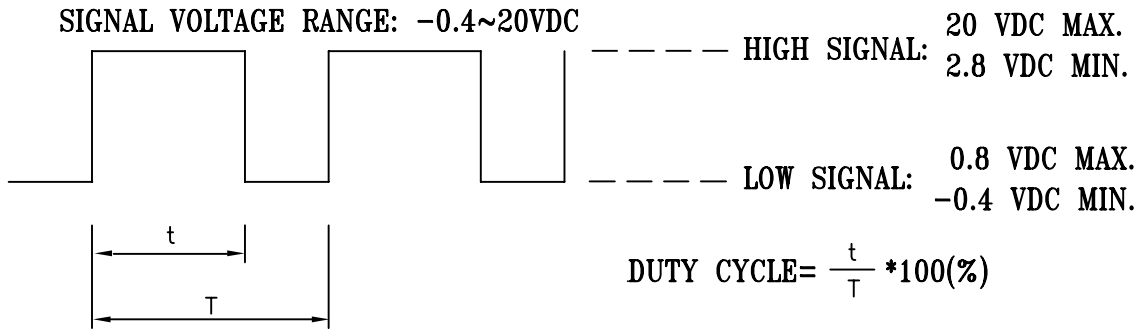 SIGNAL VOLTAGE RANGE: -0.4~20VDC
HIGH SIGNAL:
20 VDC MAX.
2.8 VDC MIN.
LOW SIGNAL:
0.8 VDC MAX.
-0.4 VDC MIN.
t
T
DUTY CYCLE= t/T *100(%)